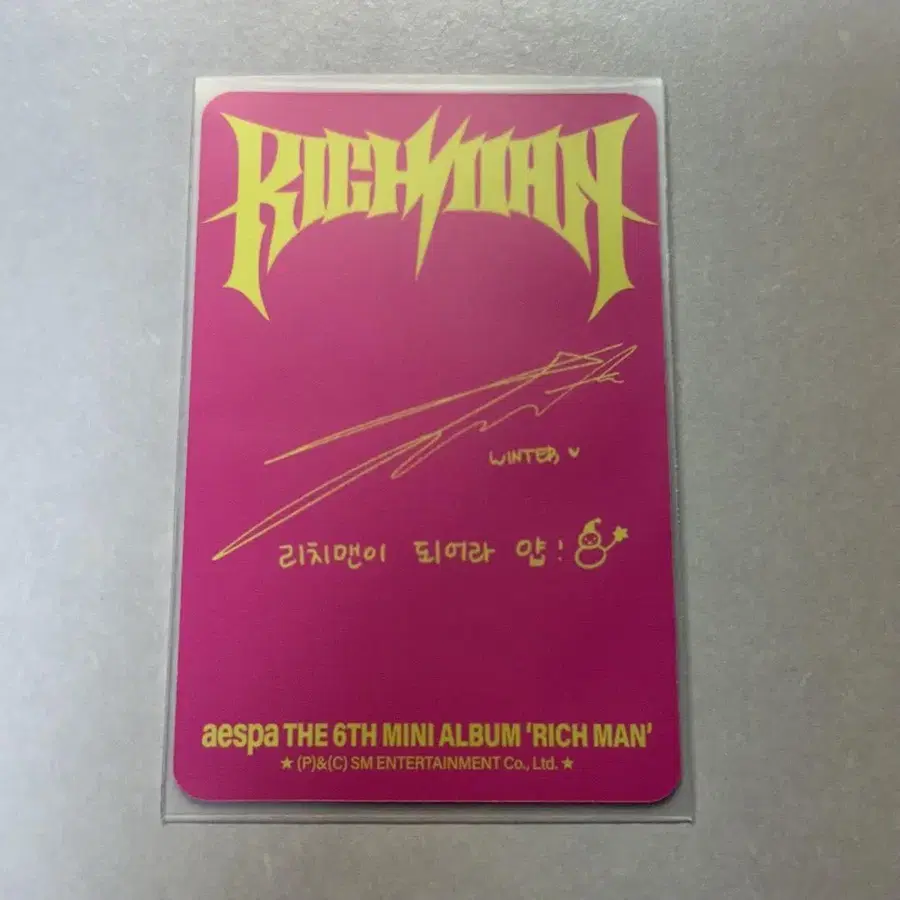 RICH MAN
WINTER
리치맨이 되어라 얍!
aespa THE 6TH MINI ALBUM 'RICH MAN'
★ (P)&(C) SM ENTERTAINMENT Co., Ltd. ★